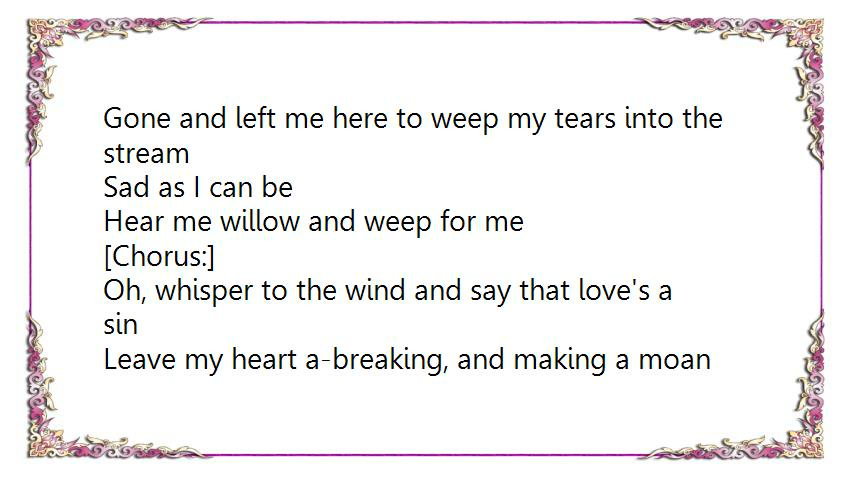 Gone and left me here to weep my tears into the
stream
Sad as I can be
Hear me willow and weep for me
[Chorus:]
Oh, whisper to the wind and say that love's a
sin
Leave my heart a-breaking, and making a moan